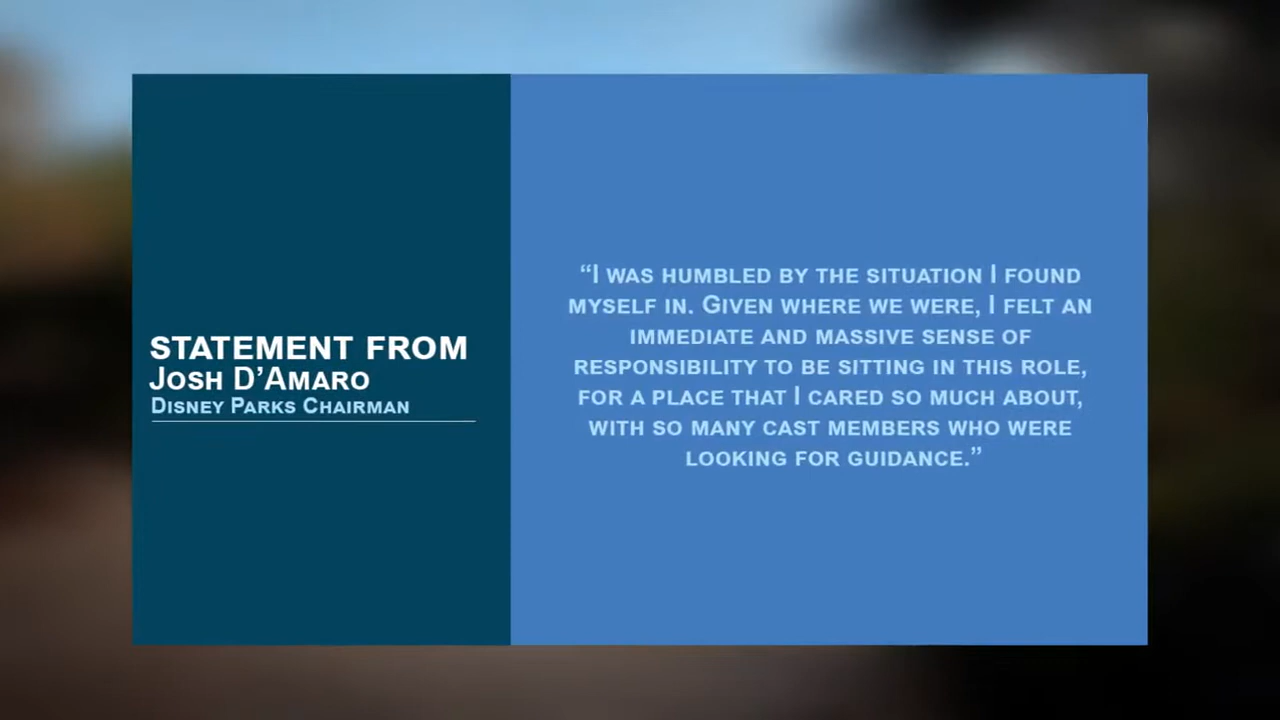 STATEMENT FROM
JOSH D’AMARO
DISNEY PARKS CHAIRMAN
“I WAS HUMBLED BY THE SITUATION I FOUND
MYSELF IN. GIVEN WHERE WE WERE, I FELT AN
IMMEDIATE AND MASSIVE SENSE OF
RESPONSIBILITY TO BE SITTING IN THIS ROLE,
FOR A PLACE THAT I CARED SO MUCH ABOUT,
WITH SO MANY CAST MEMBERS WHO WERE
LOOKING FOR GUIDANCE.”